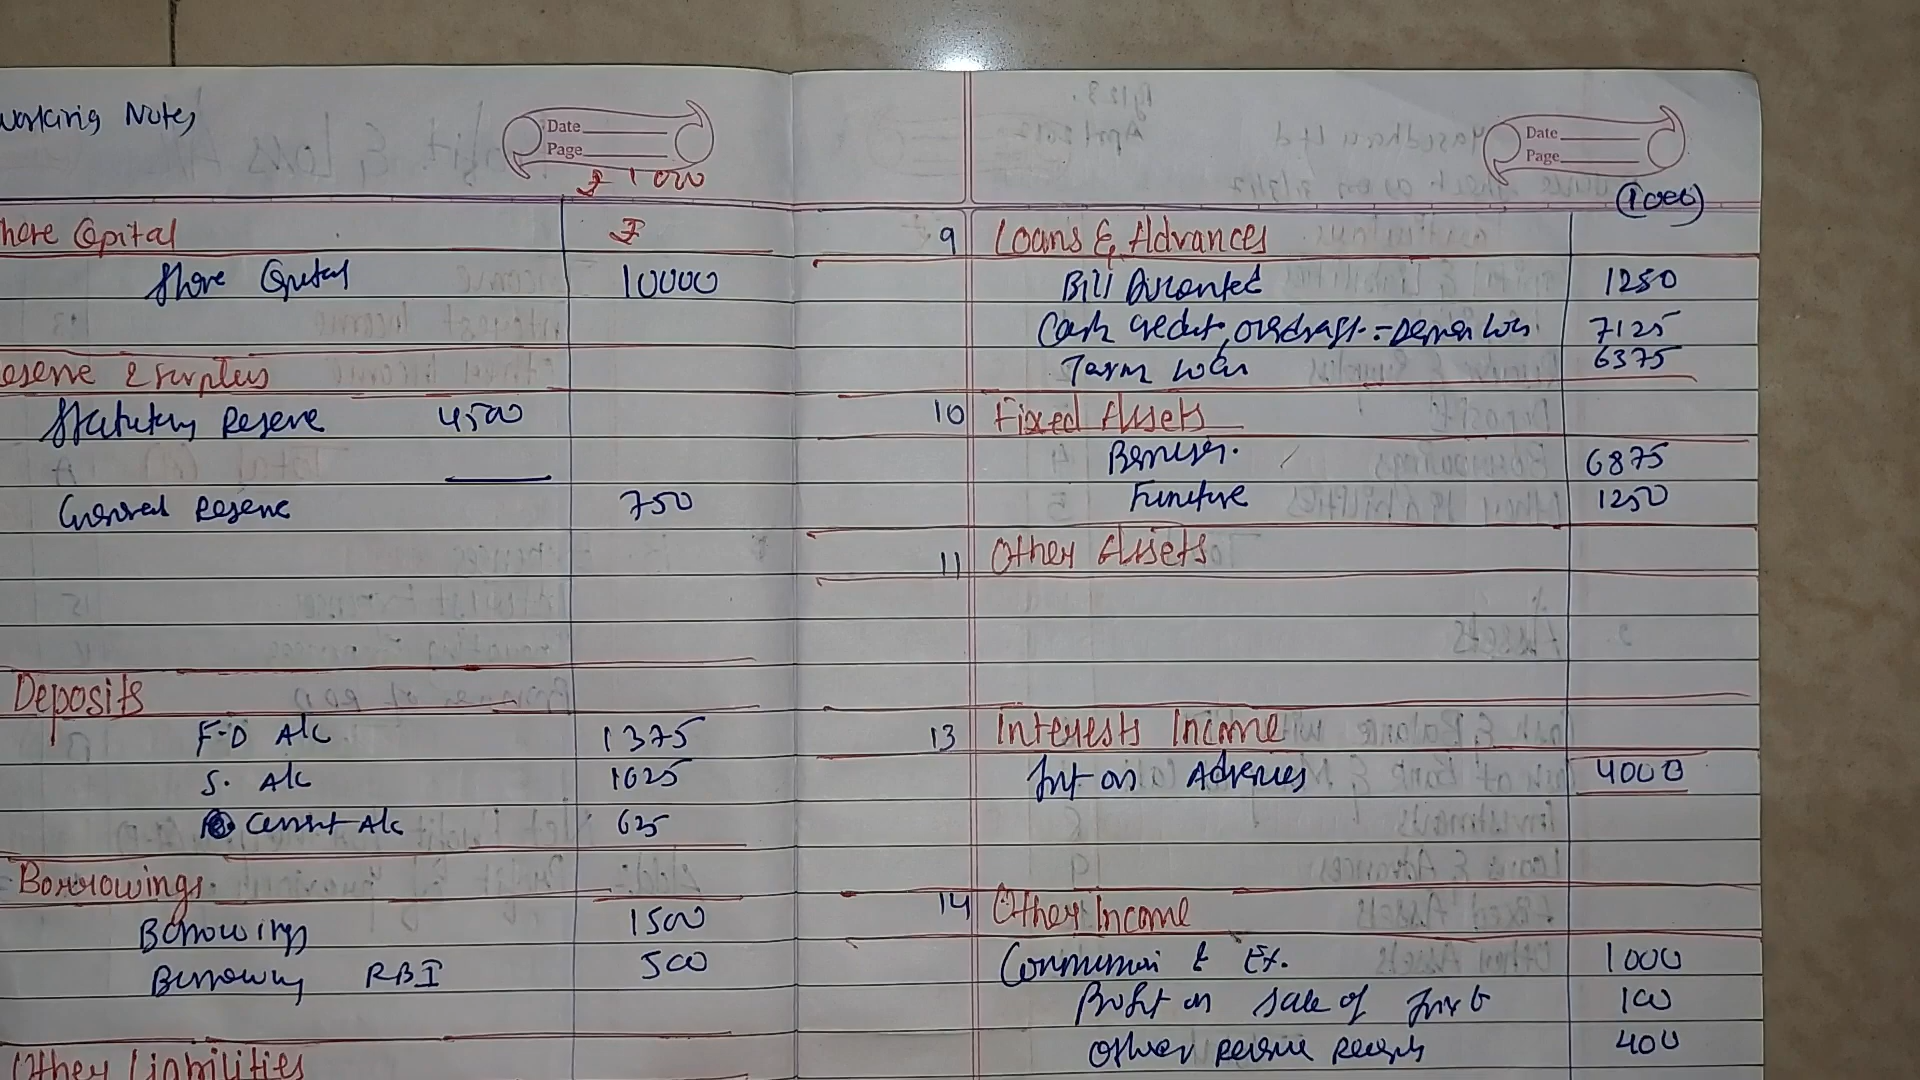 working Notes
Date
Page
₹ 1000
Share Capital ₹
Share Capital 10000
Reserve & Surplus
Statutory Reserve 4500
General Reserve 750
Deposits
F.D A/c 1375
S. A/c 1625
Current A/c 625
Borrowings
Borrowings 1500
Borrowing RBI 500
Other Liabilities
Date
Page
(1000)
9 Loans & Advances
Bill Discounted 1250
Cash credit, overdraft Loan 7125
Term Loan 6375
10 Fixed Assets
6875
Furniture 1250
11 Other Assets
13 Interests Income
Int on Advances 4000
14 Other Income
Commission & Ex. 1000
Profit on sale of Invt 100
Other revenue receipts 400